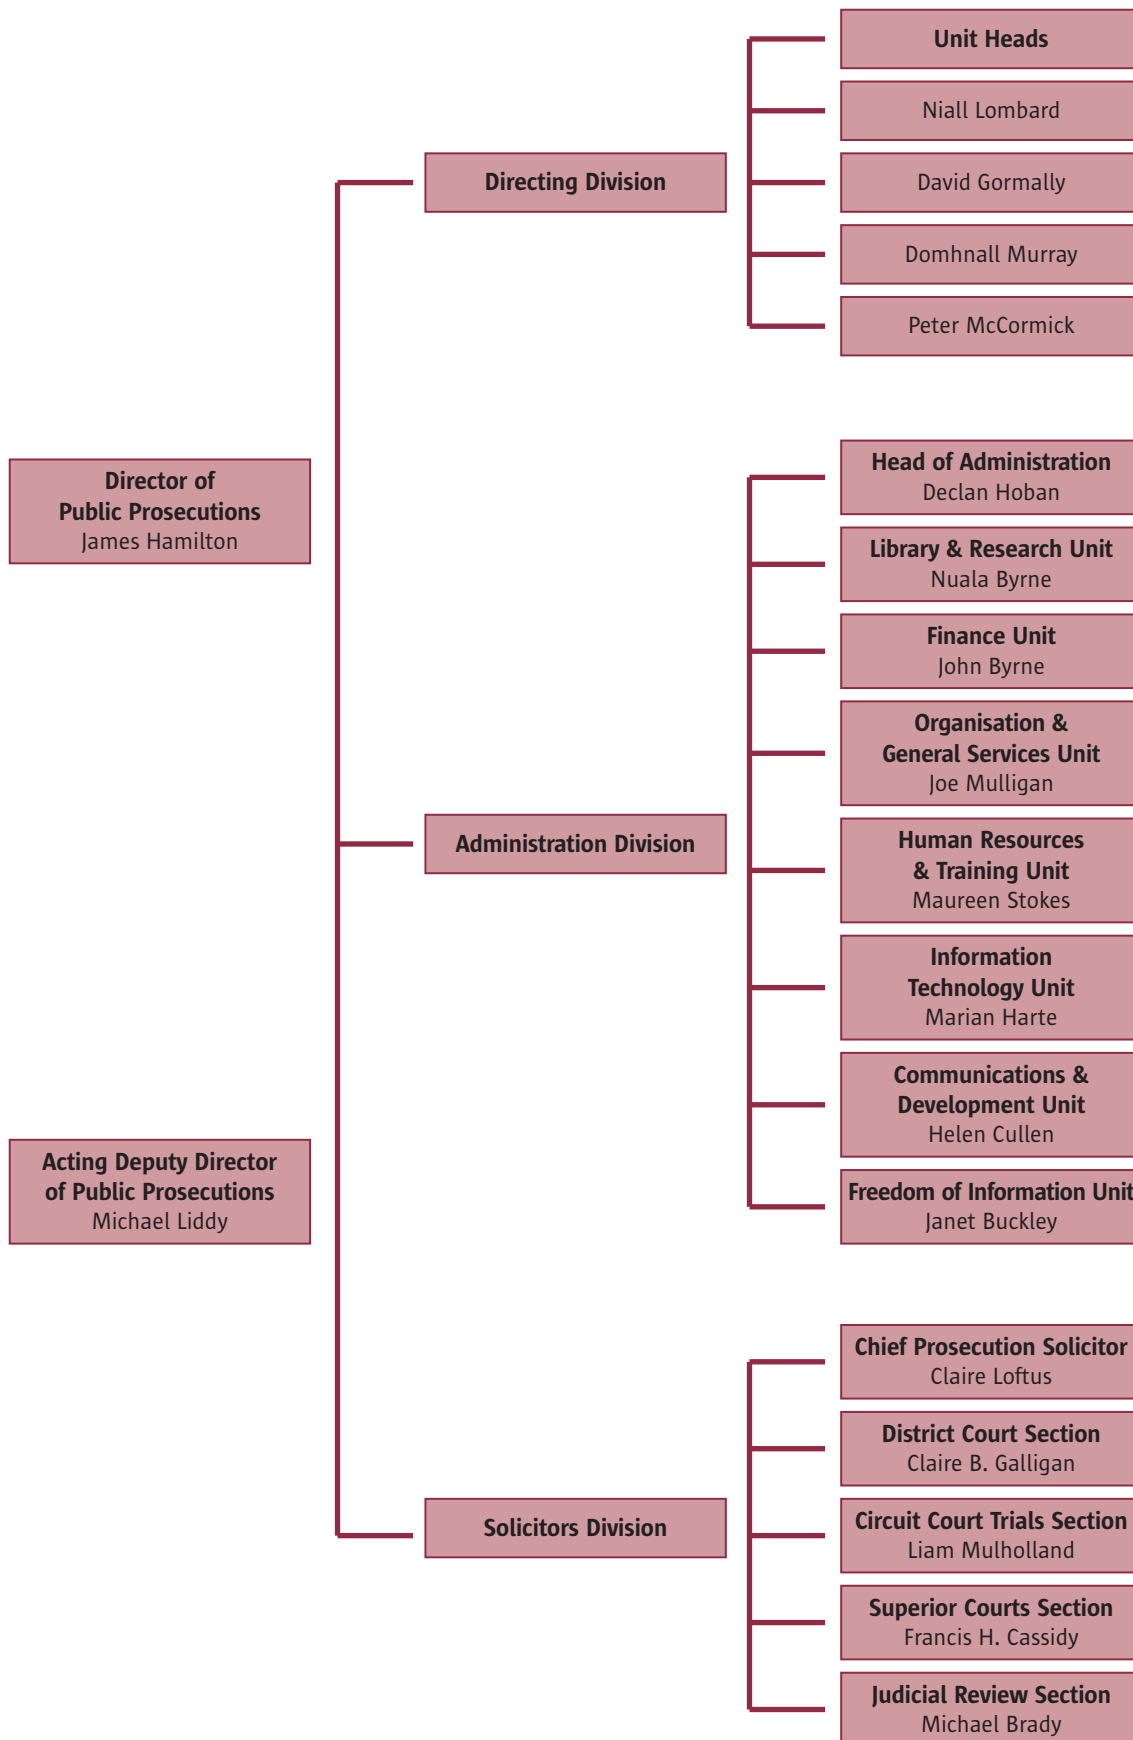 Director of
Public Prosecutions
James Hamilton
Acting Deputy Director
of Public Prosecutions
Michael Liddy
Directing Division
Unit Heads
Niall Lombard
David Gormally
Domhnall Murray
Peter McCormick
Administration Division
Head of Administration
Declan Hoban
Library & Research Unit
Nuala Byrne
Finance Unit
John Byrne
Organisation &
General Services Unit
Joe Mulligan
Human Resources
& Training Unit
Maureen Stokes
Information
Technology Unit
Marian Harte
Communications &
Development Unit
Helen Cullen
Freedom of Information Unit
Janet Buckley
Solicitors Division
Chief Prosecution Solicitor
Claire Loftus
District Court Section
Claire B. Galligan
Circuit Court Trials Section
Liam Mulholland
Superior Courts Section
Francis H. Cassidy
Judicial Review Section
Michael Brady